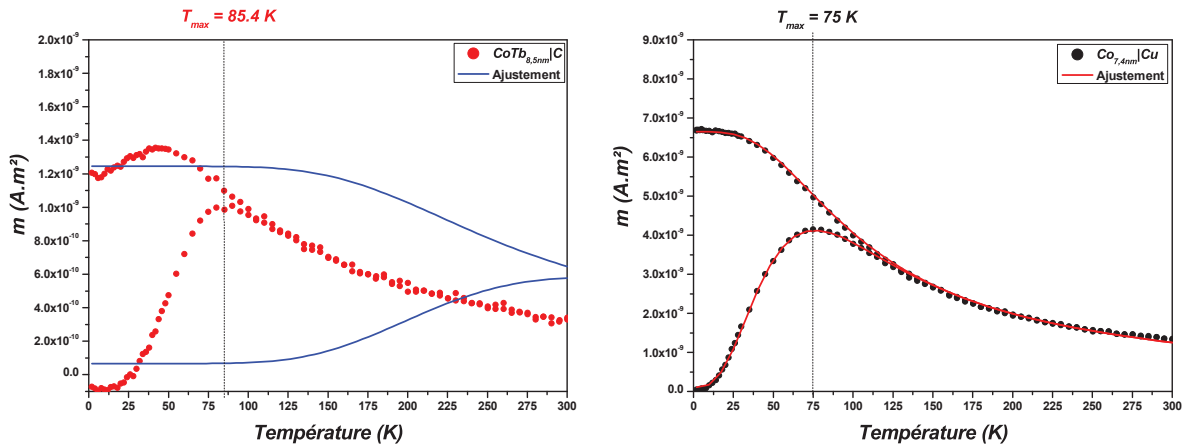 T_max = 85.4 K
2.0x10^-9
1.8x10^-9
1.6x10^-9
1.4x10^-9
1.2x10^-9
1.0x10^-9
8.0x10^-10
6.0x10^-10
4.0x10^-10
2.0x10^-10
0.0
m (A.m²)
CoTb_8,5nm|C
Ajustement
0 25 50 75 100 125 150 175 200 225 250 275 300
Température (K)
T_max = 75 K
9.0x10^-9
8.0x10^-9
7.0x10^-9
6.0x10^-9
5.0x10^-9
4.0x10^-9
3.0x10^-9
2.0x10^-9
1.0x10^-9
0.0
m (A.m²)
Co_7,4nm|Cu
Ajustement
0 25 50 75 100 125 150 175 200 225 250 275 300
Température (K)